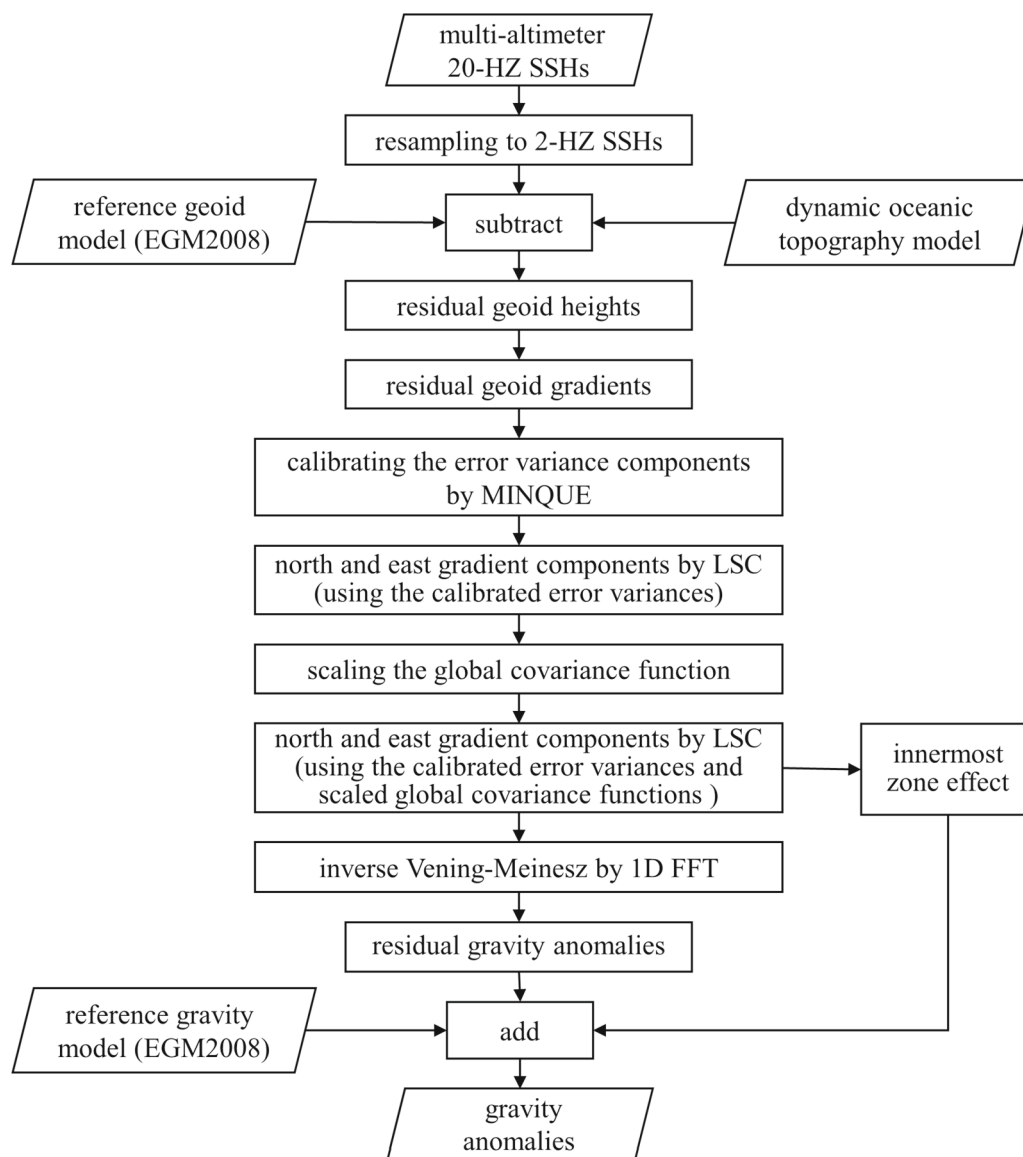 multi-altimeter
20-HZ SSHs
resampling to 2-HZ SSHs
reference geoid
model (EGM2008)
subtract
dynamic oceanic
topography model
residual geoid heights
residual geoid gradients
calibrating the error variance components
by MINQUE
north and east gradient components by LSC
(using the calibrated error variances)
scaling the global covariance function
north and east gradient components by LSC
(using the calibrated error variances and
scaled global covariance functions )
innermost
zone effect
inverse Vening-Meinesz by 1D FFT
residual gravity anomalies
reference gravity
model (EGM2008)
add
gravity
anomalies